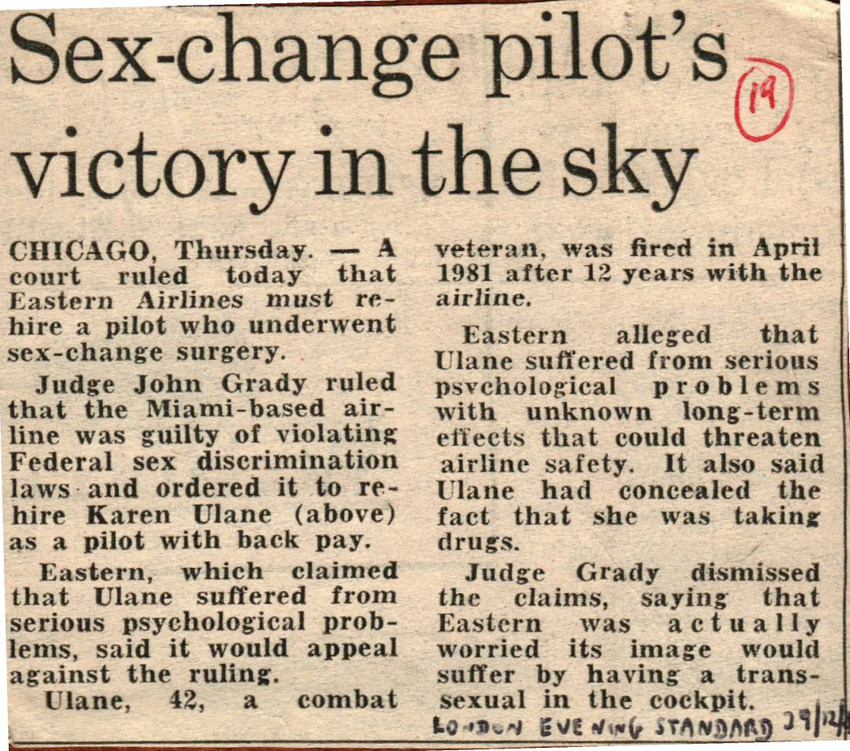 Sex-change pilot's
victory in the sky
19
CHICAGO, Thursday. — A
court ruled today that
Eastern Airlines must re-
hire a pilot who underwent
sex-change surgery.
Judge John Grady ruled
that the Miami-based air-
line was guilty of violating
Federal sex discrimination
laws and ordered it to re-
hire Karen Ulane (above)
as a pilot with back pay.
Eastern, which claimed
that Ulane suffered from
serious psychological prob-
lems, said it would appeal
against the ruling.
Ulane, 42, a combat
veteran, was fired in April
1981 after 12 years with the
airline.
Eastern alleged that
Ulane suffered from serious
psychological problems
with unknown long-term
effects that could threaten
airline safety. It also said
Ulane had concealed the
fact that she was taking
drugs.
Judge Grady dismissed
the claims, saying that
Eastern was actually
worried its image would
suffer by having a trans-
sexual in the cockpit.
LONDON EVENING STANDARD 29/12/